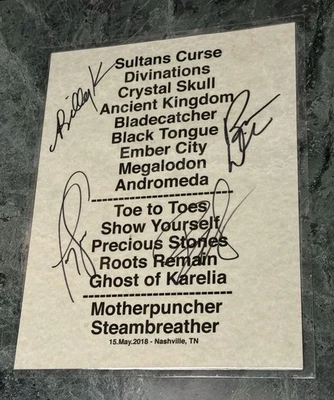 Sultans Curse
Divinations
Crystal Skull
Ancient Kingdom
Bladecatcher
Black Tongue
Ember City
Megalodon
Andromeda
Toe to Toes
Show Yourself
Precious Stones
Roots Remain
Ghost of Karelia
Motherpuncher
Steambreather
15.May.2018 - Nashville, TN